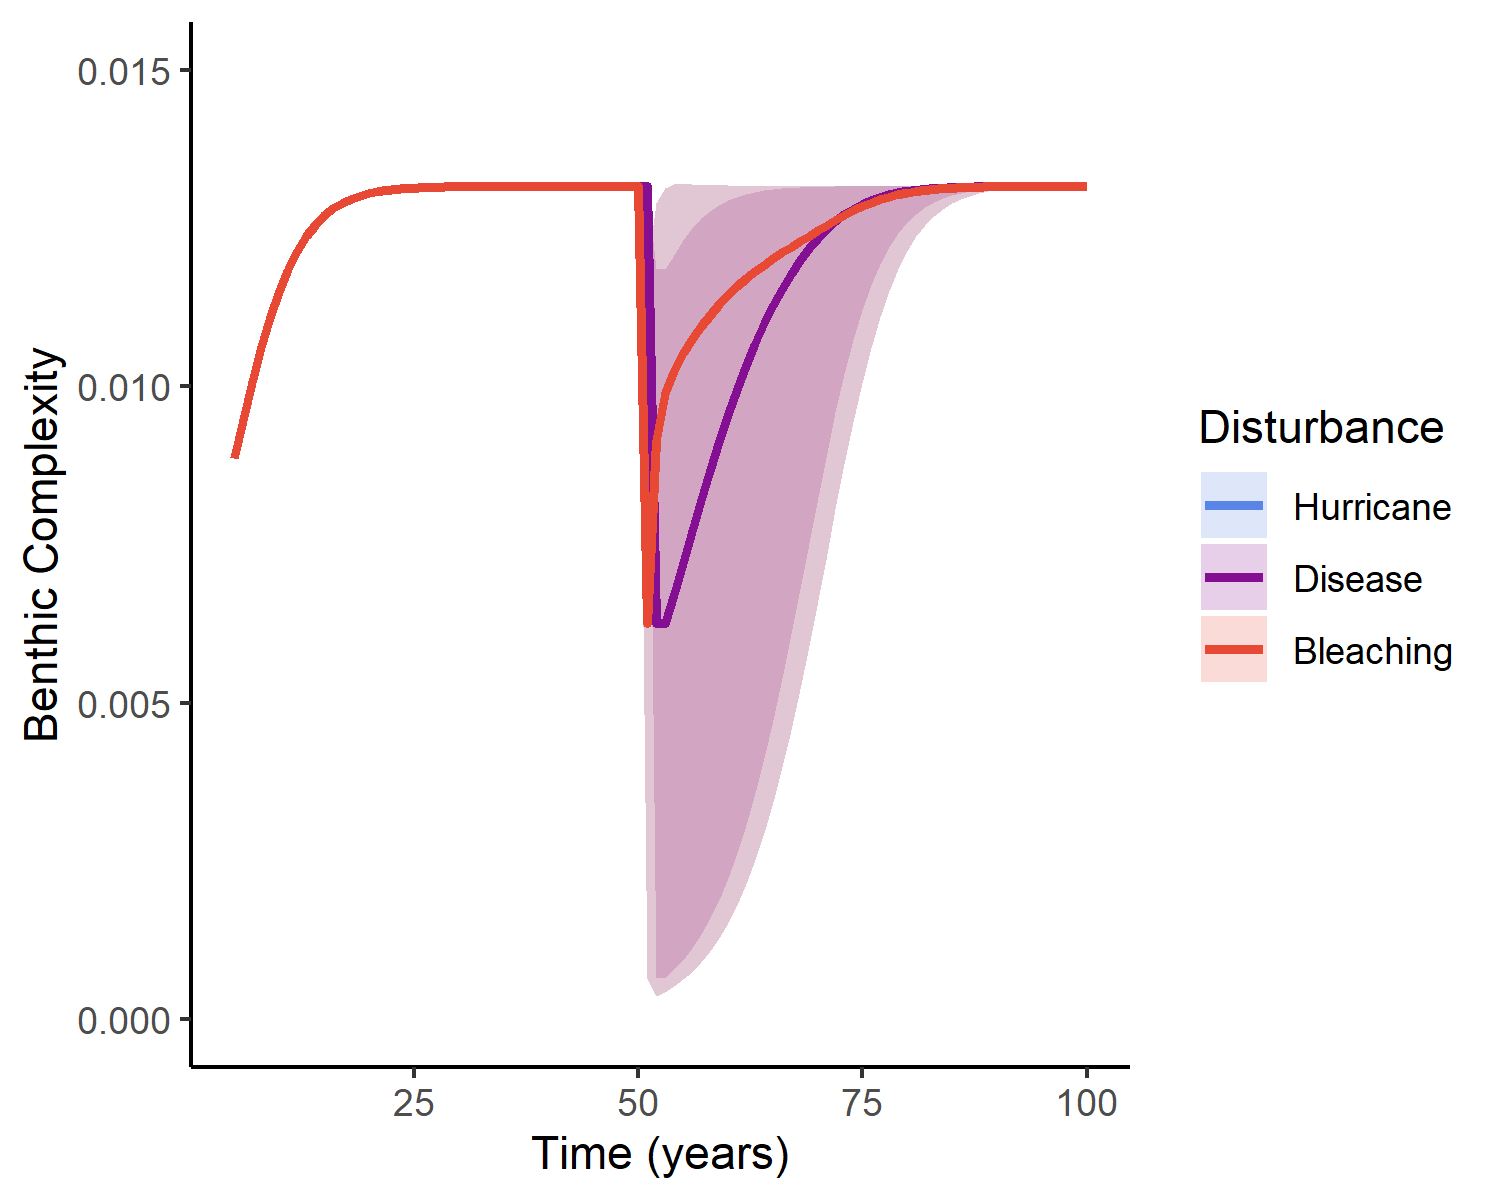 Benthic Complexity
0.015
0.010
0.005
0.000
25 50 75 100
Time (years)
Disturbance
Hurricane
Disease
Bleaching